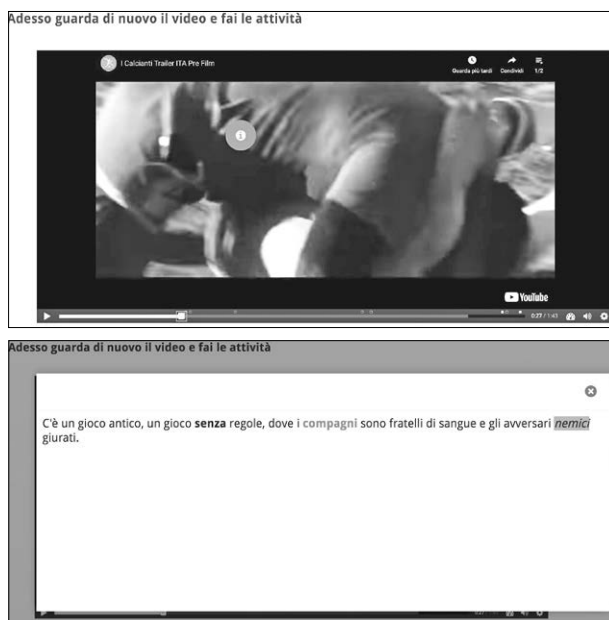 Adesso guarda di nuovo il video e fai le attività
I Calcianti Trailer ITA Pre Film
Guarda più tardi
Condividi
1/2
YouTube
0:27 / 1:43
Adesso guarda di nuovo il video e fai le attività
C'è un gioco antico, un gioco senza regole, dove i compagni sono fratelli di sangue e gli avversari nemici
giurati.